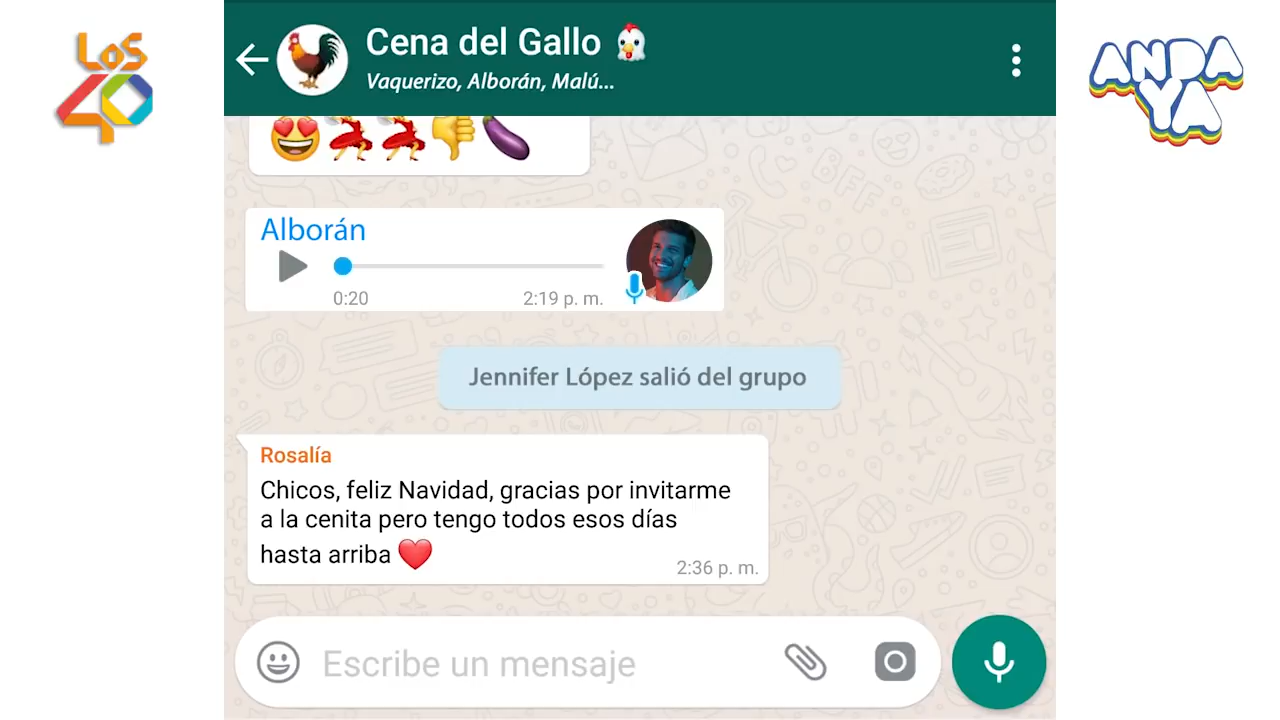 LOS
40
ANDA
YA
Cena del Gallo
Vaquerizo, Alborán, Malú...
Alborán
0:20
2:19 p. m.
Jennifer López salió del grupo
Rosalía
Chicos, feliz Navidad, gracias por invitarme
a la cenita pero tengo todos esos días
hasta arriba
2:36 p. m.
Escribe un mensaje